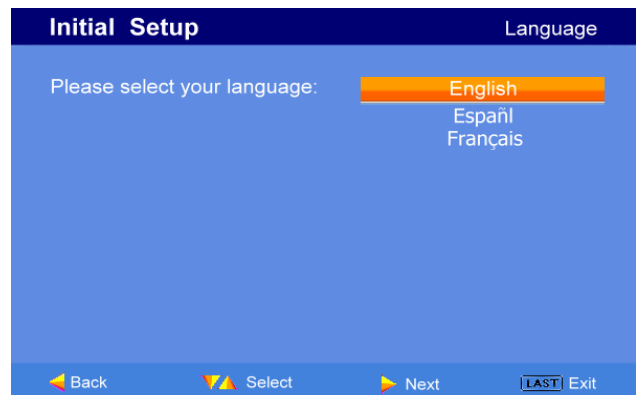 Initial Setup Language
Please select your language: English
Españl
Français
Back Select Next LAST Exit